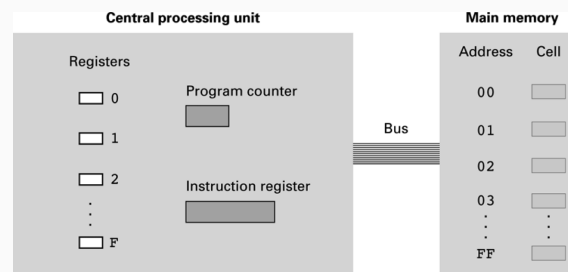 Central processing unit
Main memory
Registers
0
1
2
F
Program counter
Instruction register
Bus
Address Cell
00
01
02
03
FF